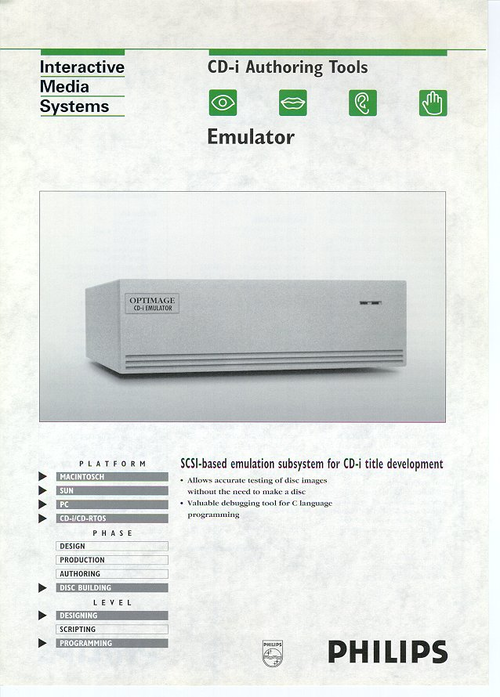 Interactive
Media
Systems
CD-i Authoring Tools
Emulator
OPTIMAGE
CD-i EMULATOR
PLATFORM
MACINTOSCH
SUN
PC
CD-I/CD-RTOS
PHASE
DESIGN
PRODUCTION
AUTHORING
DISC BUILDING
LEVEL
DESIGNING
SCRIPTING
PROGRAMMING
SCSI-based emulation subsystem for CD-i title development
• Allows accurate testing of disc images
without the need to make a disc
• Valuable debugging tool for C language
programming
PHILIPS